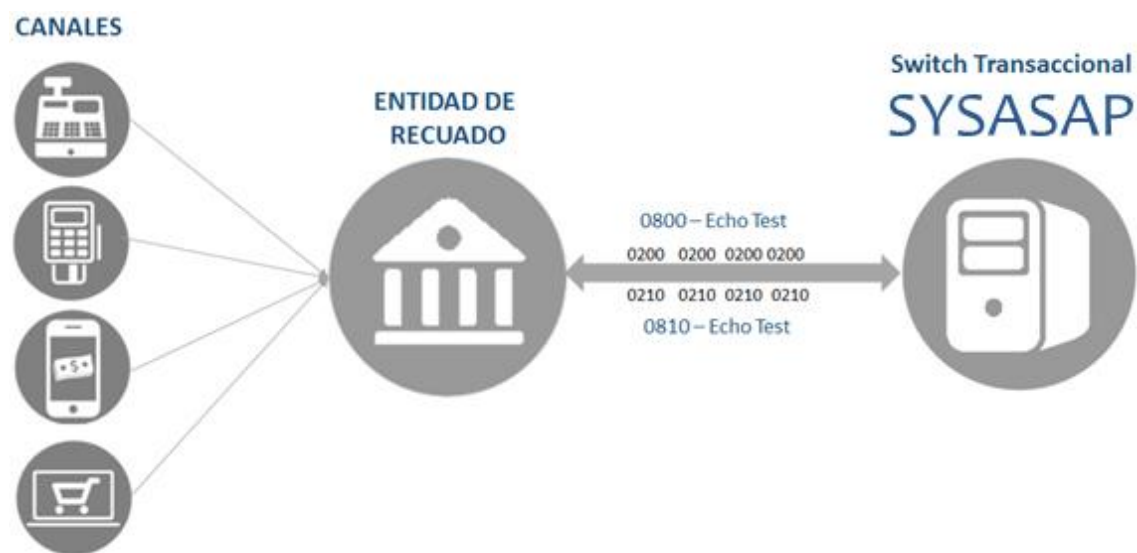 CANALES
ENTIDAD DE
RECUADO
Switch Transaccional
SYSASAP
0800 – Echo Test
0200 0200 0200 0200
0210 0210 0210 0210
0810 – Echo Test
$